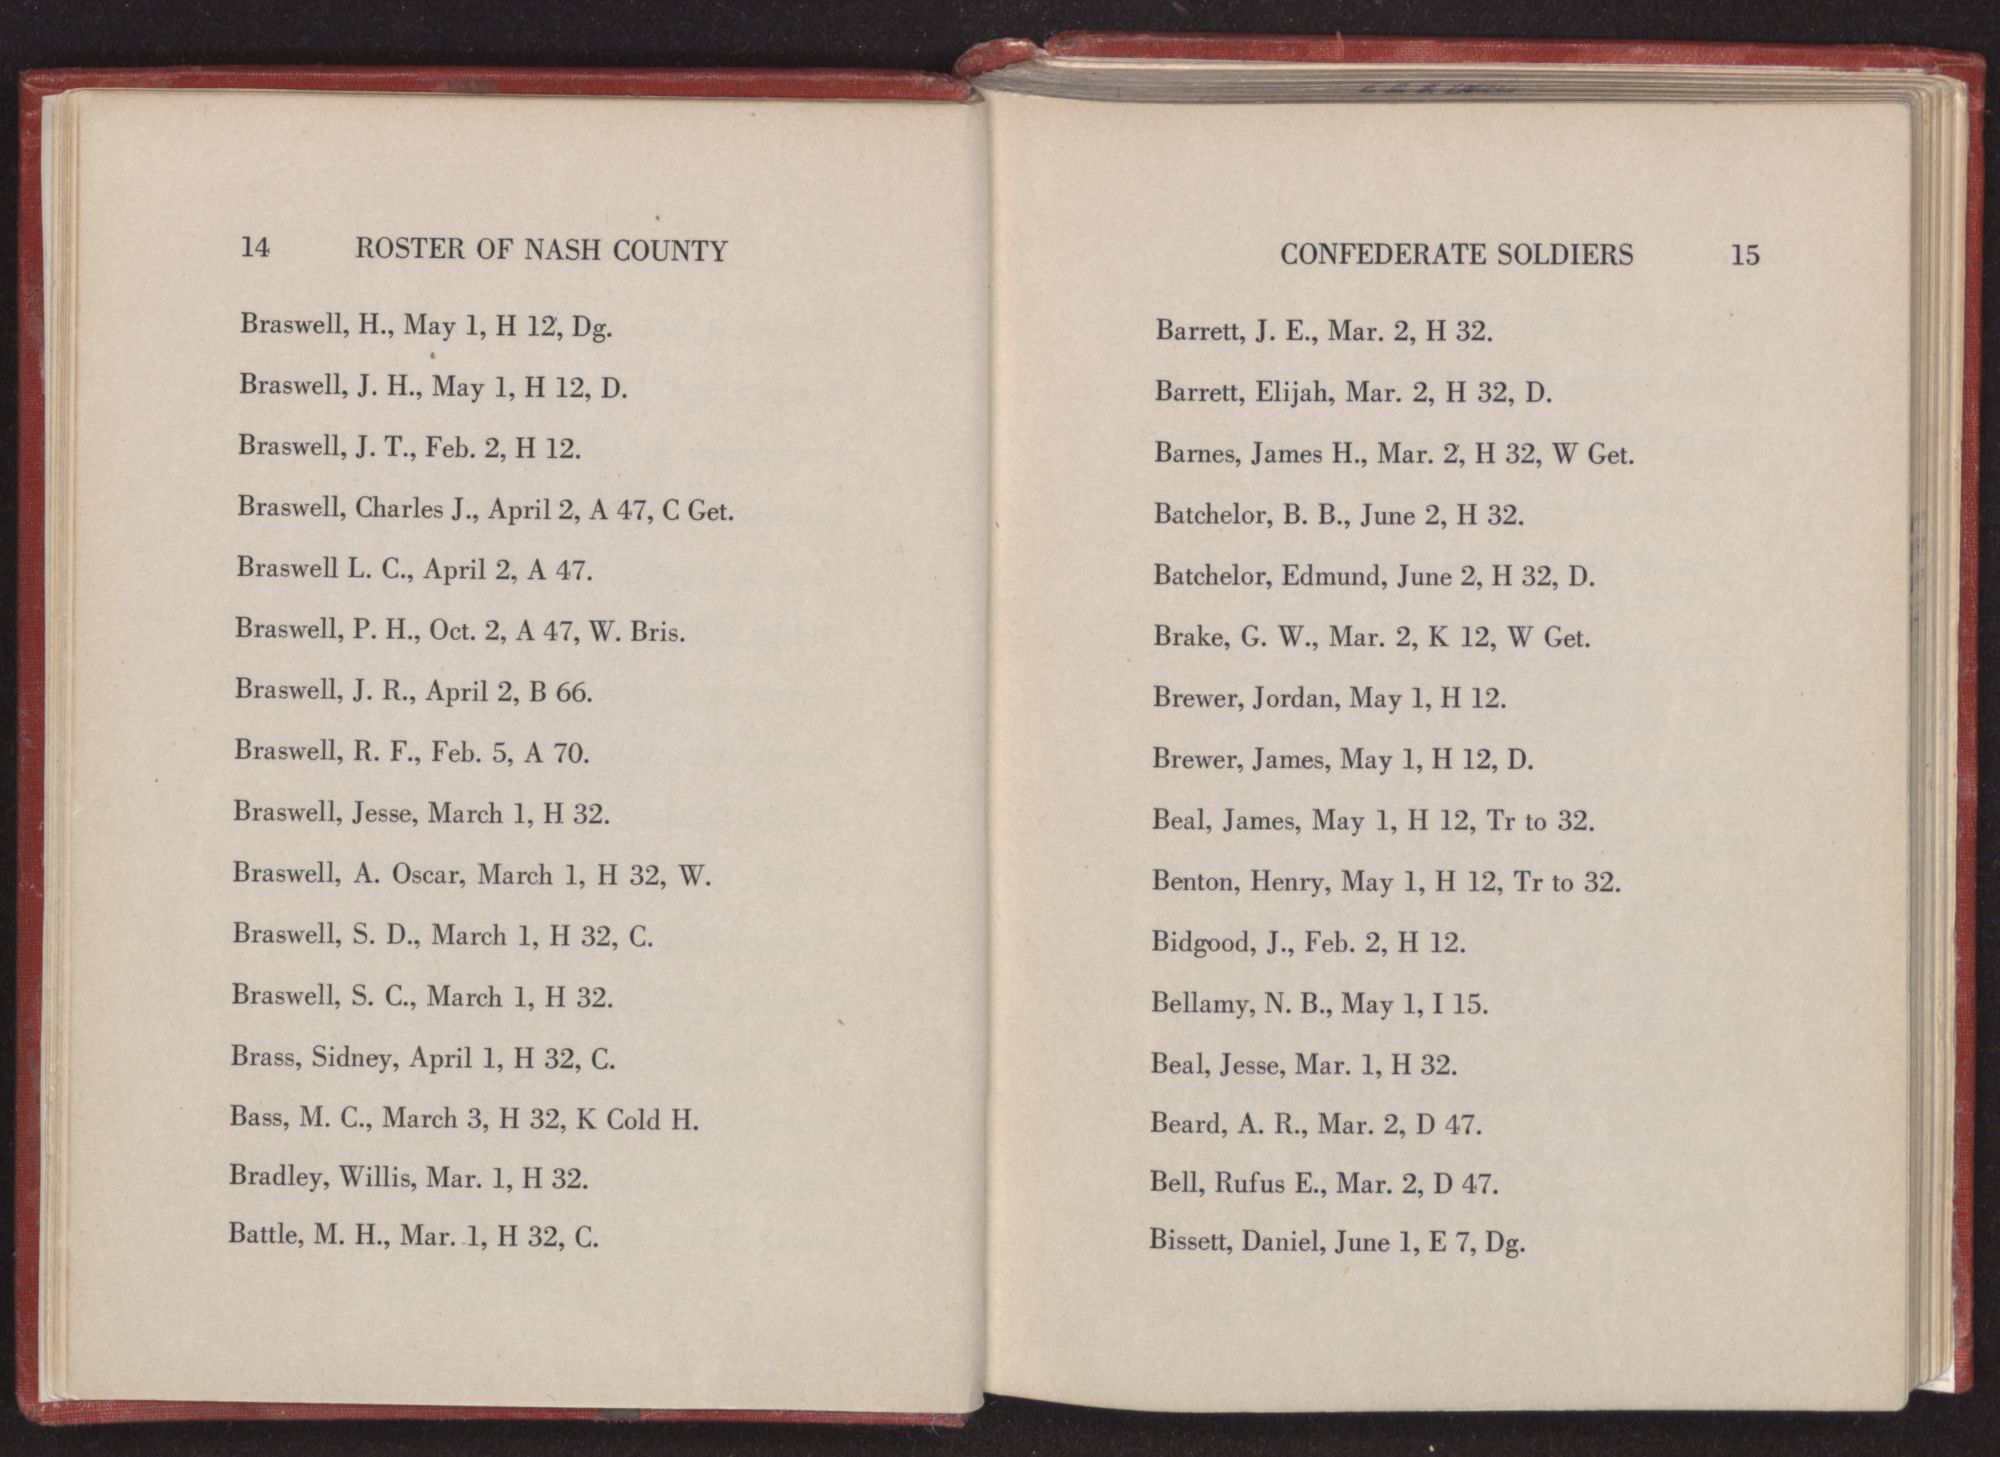 14 ROSTER OF NASH COUNTY
Braswell, H., May 1, H 12, Dg.
Braswell, J. H., May 1, H 12, D.
Braswell, J. T., Feb. 2, H 12.
Braswell, Charles J., April 2, A 47, C Get.
Braswell L. C., April 2, A 47.
Braswell, P. H., Oct. 2, A 47, W. Bris.
Braswell, J. R., April 2, B 66.
Braswell, R. F., Feb. 5, A 70.
Braswell, Jesse, March 1, H 32.
Braswell, A. Oscar, March 1, H 32, W.
Braswell, S. D., March 1, H 32, C.
Braswell, S. C., March 1, H 32.
Brass, Sidney, April 1, H 32, C.
Bass, M. C., March 3, H 32, K Cold H.
Bradley, Willis, Mar. 1, H 32.
Battle, M. H., Mar. 1, H 32, C.
CONFEDERATE SOLDIERS 15
Barrett, J. E., Mar. 2, H 32.
Barrett, Elijah, Mar. 2, H 32, D.
Barnes, James H., Mar. 2, H 32, W Get.
Batchelor, B. B., June 2, H 32.
Batchelor, Edmund, June 2, H 32, D.
Brake, G. W., Mar. 2, K 12, W Get.
Brewer, Jordan, May 1, H 12.
Brewer, James, May 1, H 12, D.
Beal, James, May 1, H 12, Tr to 32.
Benton, Henry, May 1, H 12, Tr to 32.
Bidgood, J., Feb. 2, H 12.
Bellamy, N. B., May 1, I 15.
Beal, Jesse, Mar. 1, H 32.
Beard, A. R., Mar. 2, D 47.
Bell, Rufus E., Mar. 2, D 47.
Bissett, Daniel, June 1, E 7, Dg.